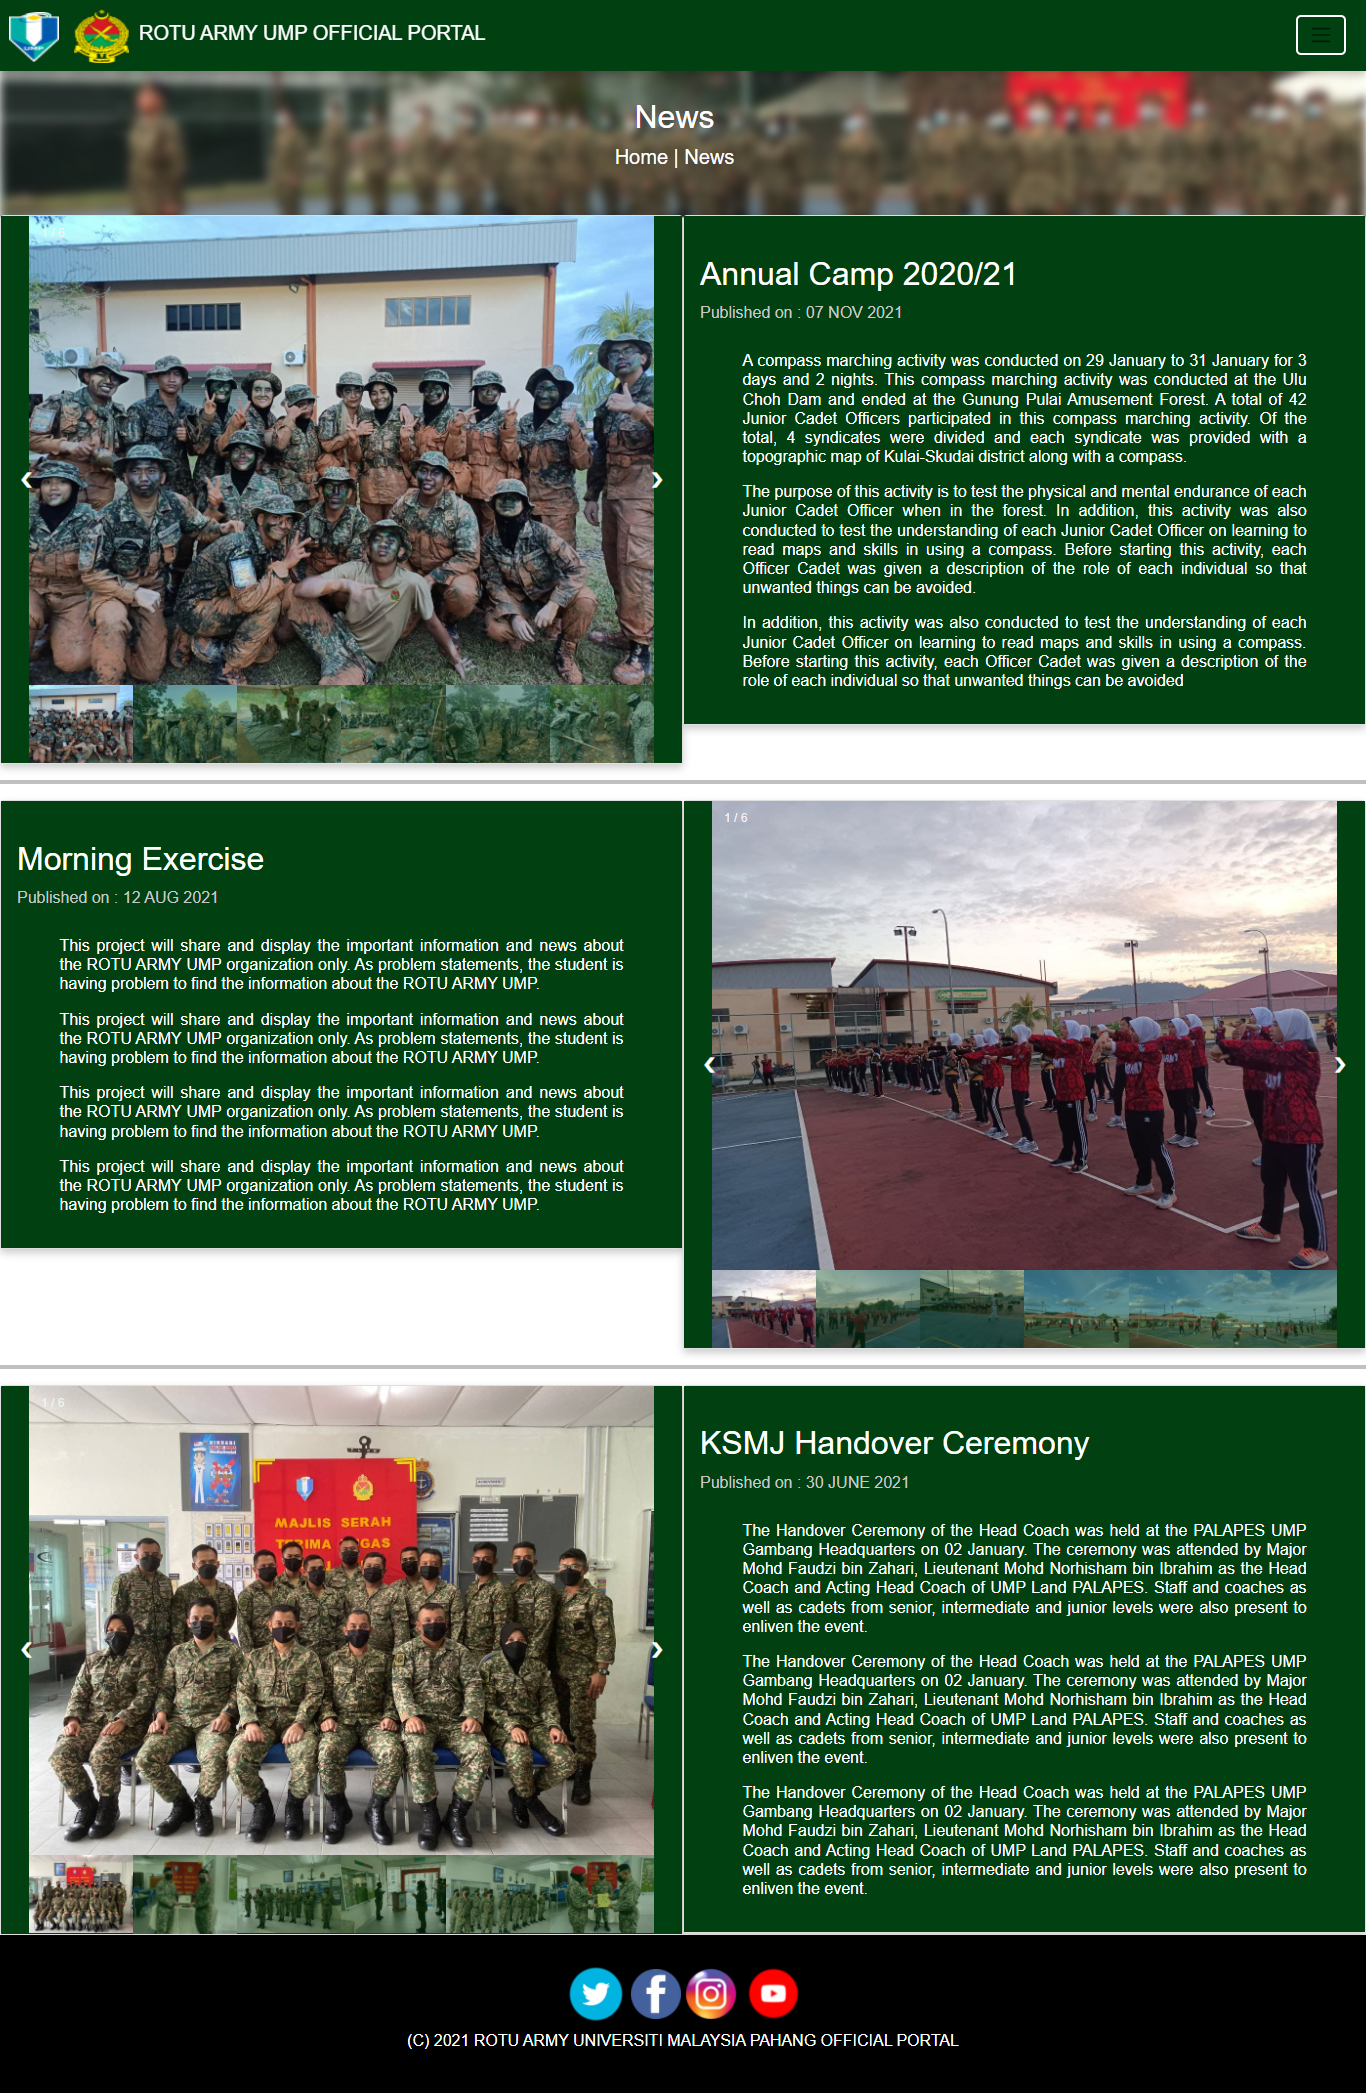 UMP
ROTU ARMY UMP OFFICIAL PORTAL
News
Home | News
1 / 6
Annual Camp 2020/21
Published on : 07 NOV 2021
A compass marching activity was conducted on 29 January to 31 January for 3
days and 2 nights. This compass marching activity was conducted at the Ulu
Choh Dam and ended at the Gunung Pulai Amusement Forest. A total of 42
Junior Cadet Officers participated in this compass marching activity. Of the
total, 4 syndicates were divided and each syndicate was provided with a
topographic map of Kulai-Skudai district along with a compass.
The purpose of this activity is to test the physical and mental endurance of each
Junior Cadet Officer when in the forest. In addition, this activity was also
conducted to test the understanding of each Junior Cadet Officer on learning to
read maps and skills in using a compass. Before starting this activity, each
Officer Cadet was given a description of the role of each individual so that
unwanted things can be avoided.
In addition, this activity was also conducted to test the understanding of each
Junior Cadet Officer on learning to read maps and skills in using a compass.
Before starting this activity, each Officer Cadet was given a description of the
role of each individual so that unwanted things can be avoided
Morning Exercise
Published on : 12 AUG 2021
This project will share and display the important information and news about
the ROTU ARMY UMP organization only. As problem statements, the student is
having problem to find the information about the ROTU ARMY UMP.
This project will share and display the important information and news about
the ROTU ARMY UMP organization only. As problem statements, the student is
having problem to find the information about the ROTU ARMY UMP.
This project will share and display the important information and news about
the ROTU ARMY UMP organization only. As problem statements, the student is
having problem to find the information about the ROTU ARMY UMP.
This project will share and display the important information and news about
the ROTU ARMY UMP organization only. As problem statements, the student is
having problem to find the information about the ROTU ARMY UMP.
1 / 6
1 / 6
MAJLIS SERAH
TERIMA
KSMJ Handover Ceremony
Published on : 30 JUNE 2021
The Handover Ceremony of the Head Coach was held at the PALAPES UMP
Gambang Headquarters on 02 January. The ceremony was attended by Major
Mohd Faudzi bin Zahari, Lieutenant Mohd Norhisham bin Ibrahim as the Head
Coach and Acting Head Coach of UMP Land PALAPES. Staff and coaches as
well as cadets from senior, intermediate and junior levels were also present to
enliven the event.
The Handover Ceremony of the Head Coach was held at the PALAPES UMP
Gambang Headquarters on 02 January. The ceremony was attended by Major
Mohd Faudzi bin Zahari, Lieutenant Mohd Norhisham bin Ibrahim as the Head
Coach and Acting Head Coach of UMP Land PALAPES. Staff and coaches as
well as cadets from senior, intermediate and junior levels were also present to
enliven the event.
The Handover Ceremony of the Head Coach was held at the PALAPES UMP
Gambang Headquarters on 02 January. The ceremony was attended by Major
Mohd Faudzi bin Zahari, Lieutenant Mohd Norhisham bin Ibrahim as the Head
Coach and Acting Head Coach of UMP Land PALAPES. Staff and coaches as
well as cadets from senior, intermediate and junior levels were also present to
enliven the event.
(C) 2021 ROTU ARMY UNIVERSITI MALAYSIA PAHANG OFFICIAL PORTAL